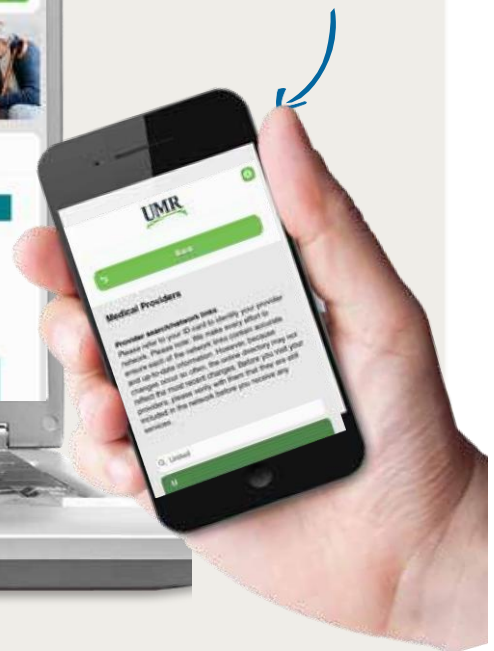 UMR
Back
Medical Providers
Provider search/network links
Please refer to your ID card to identify your provider
network. Please note: We make every effort to
ensure each of the network links contains accurate
and up-to-date information. However, because
changes occur so often, the online directory may not
reflect the most recent changes. Before you visit your
providers, please verify with them that they are still
included in the network before you receive any
services.
United
U